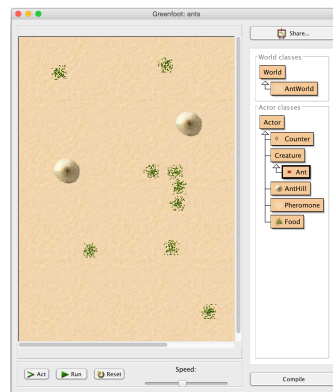 Greenfoot: ants
Share...
World classes
World
AntWorld
Actor classes
Actor
Counter
Creature
Ant
AntHill
Pheromone
Food
Act
Run
Reset
Speed:
Compile